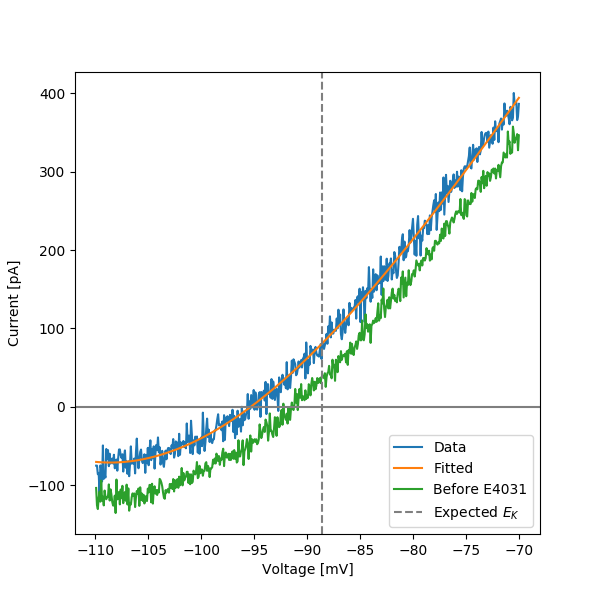 400
300
200
100
0
−100
−110
−105
−100
−95
−90
−85
−80
−75
−70
Current [pA]
Voltage [mV]
Data
Fitted
Before E4031
Expected E_K